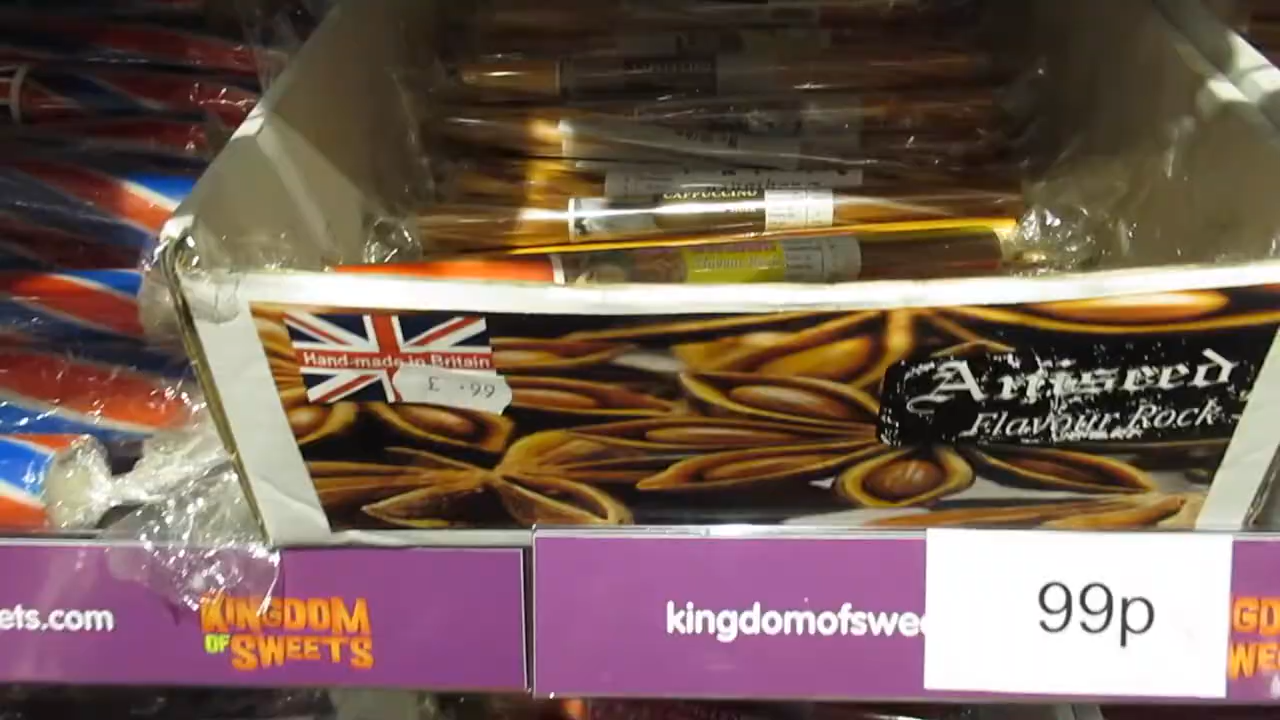 CAPPUCCINO
Hand-made in Britain
£ .99
Aniseed
Flavour Rock
ets.com
KINGDOM
OF SWEETS
kingdomofswee
99p
GD
WE